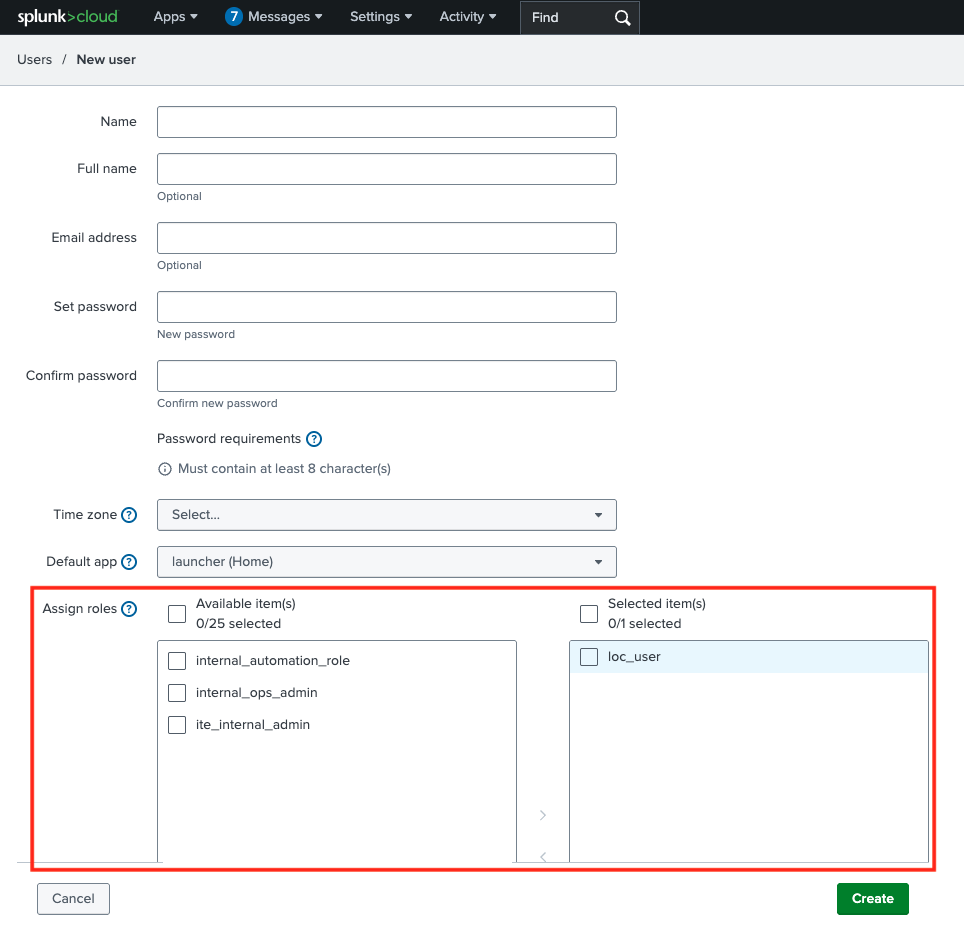 splunk>cloud Apps 7 Messages Settings Activity Find
Users / New user
Name
Full name
Optional
Email address
Optional
Set password
New password
Confirm password
Confirm new password
Password requirements ?
Must contain at least 8 character(s)
Time zone ? Select...
Default app ? launcher (Home)
Assign roles ?
Available item(s)
0/25 selected
Selected item(s)
0/1 selected
internal_automation_role
internal_ops_admin
ite_internal_admin
loc_user
Cancel
Create